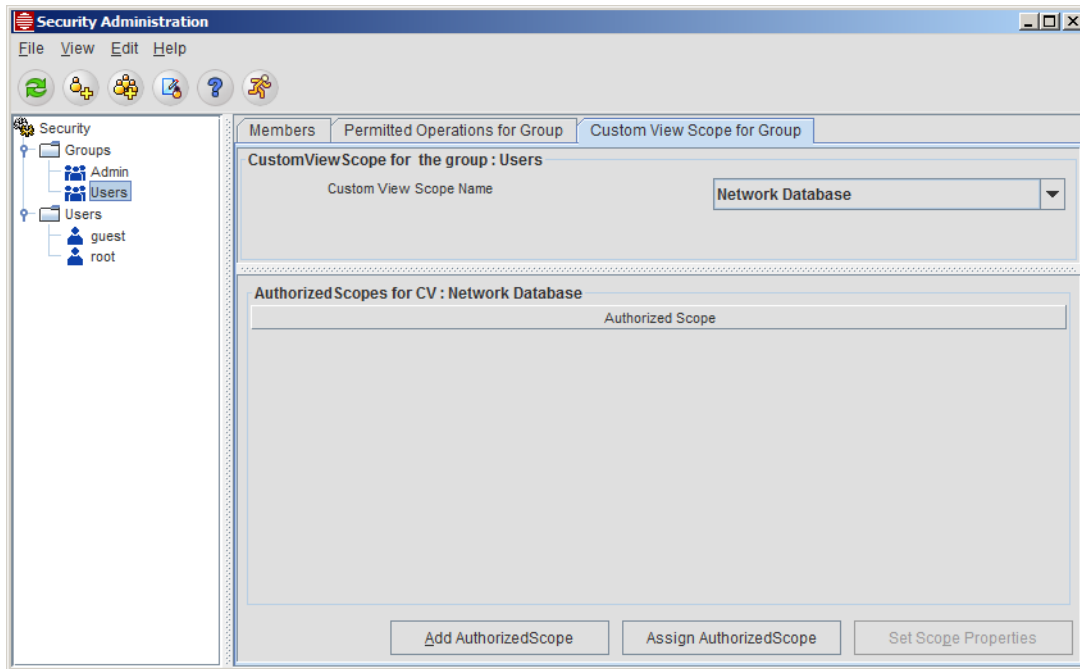 Security Administration
File View Edit Help
Security
Groups
Admin
Users
Users
guest
root
Members Permitted Operations for Group Custom View Scope for Group
CustomViewScope for the group : Users
Custom View Scope Name Network Database
AuthorizedScopes for CV : Network Database
Authorized Scope
Add AuthorizedScope Assign AuthorizedScope Set Scope Properties